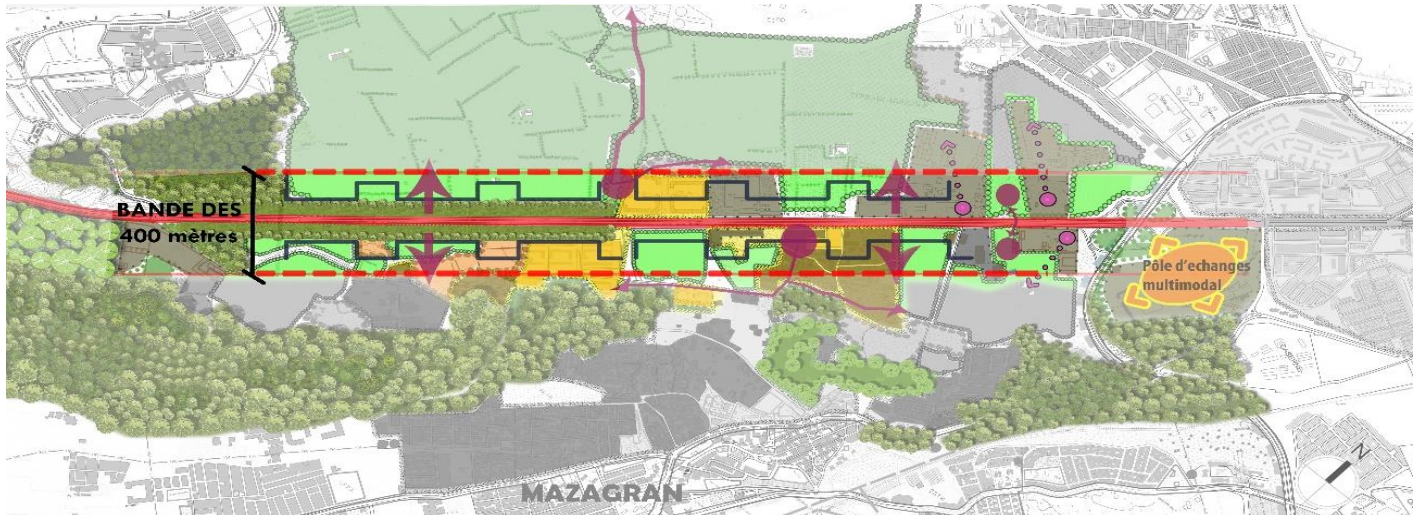 BANDE DES
400 mètres
Pôle d'echanges
multimodal
MAZAGRAN
N